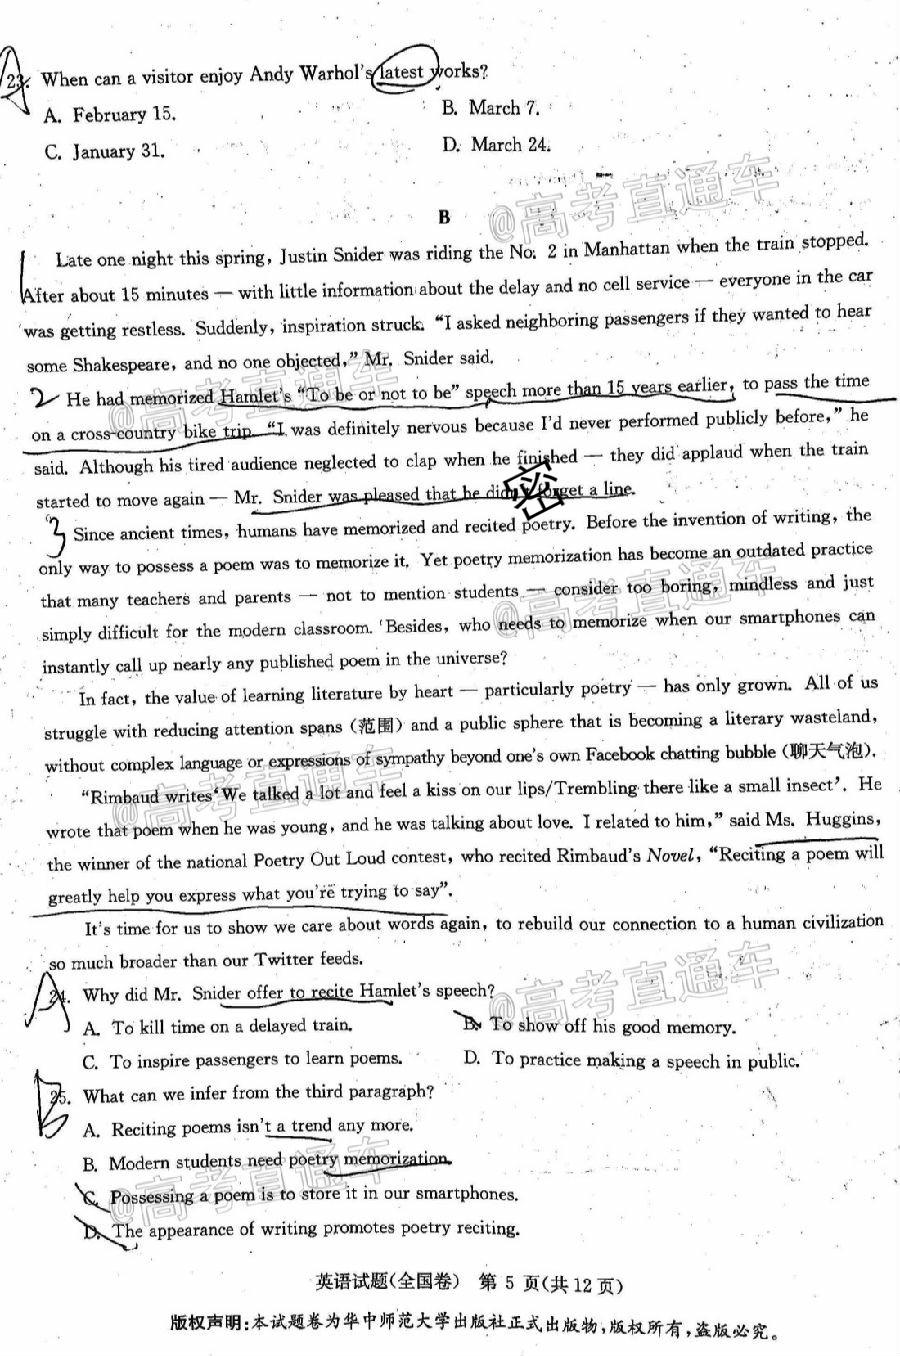 23. When can a visitor enjoy Andy Warhol's latest works?
A. February 15.
B. March 7.
C. January 31.
D. March 24.
@高考直通车
B
Late one night this spring, Justin Snider was riding the No. 2 in Manhattan when the train stopped.
After about 15 minutes — with little information about the delay and no cell service — everyone in the car
was getting restless. Suddenly, inspiration struck. “I asked neighboring passengers if they wanted to hear
some Shakespeare, and no one objected,” Mr. Snider said.
2 He had memorized Hamlet's “To be or not to be” speech more than 15 years earlier, to pass the time
on a cross-country bike trip. “I was definitely nervous because I'd never performed publicly before,” he
said. Although his tired audience neglected to clap when he finished — they did applaud when the train
started to move again — Mr. Snider was pleased that he didn't forget a line.
密
3 Since ancient times, humans have memorized and recited poetry. Before the invention of writing, the
only way to possess a poem was to memorize it. Yet poetry memorization has become an outdated practice
that many teachers and parents — not to mention students — consider too boring, mindless and just
simply difficult for the modern classroom. Besides, who needs to memorize when our smartphones can
instantly call up nearly any published poem in the universe?
In fact, the value of learning literature by heart — particularly poetry — has only grown. All of us
struggle with reducing attention spans (范围) and a public sphere that is becoming a literary wasteland,
without complex language or expressions of sympathy beyond one's own Facebook chatting bubble (聊天气泡).
“Rimbaud writes‘We talked a lot and feel a kiss on our lips/Trembling there like a small insect’. He
wrote that poem when he was young, and he was talking about love. I related to him,” said Ms. Huggins,
the winner of the national Poetry Out Loud contest, who recited Rimbaud's Novel, “Reciting a poem will
greatly help you express what you're trying to say”.
It's time for us to show we care about words again, to rebuild our connection to a human civilization
so much broader than our Twitter feeds.
A 24. Why did Mr. Snider offer to recite Hamlet's speech?
A. To kill time on a delayed train.
B. To show off his good memory.
C. To inspire passengers to learn poems.
D. To practice making a speech in public.
B 25. What can we infer from the third paragraph?
A. Reciting poems isn't a trend any more.
B. Modern students need poetry memorization.
C. Possessing a poem is to store it in our smartphones.
D. The appearance of writing promotes poetry reciting.
英语试题(全国卷) 第 5 页(共12页)
版权声明:本试题卷为华中师范大学出版社正式出版物,版权所有,盗版必究。